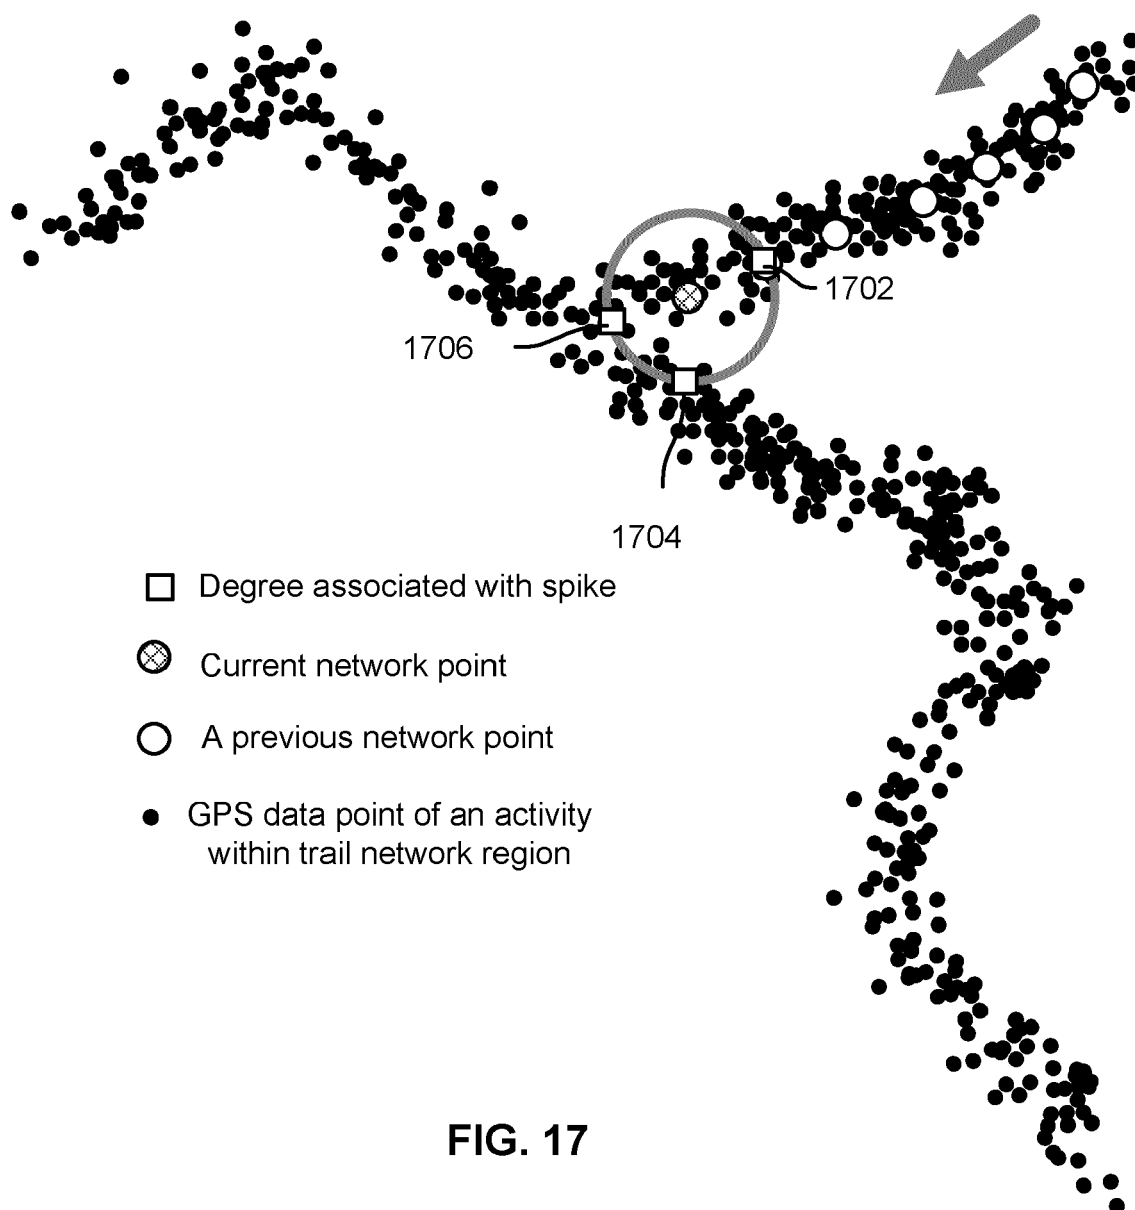 1702
1706
1704
Degree associated with spike
Current network point
A previous network point
GPS data point of an activity
within trail network region
FIG. 17